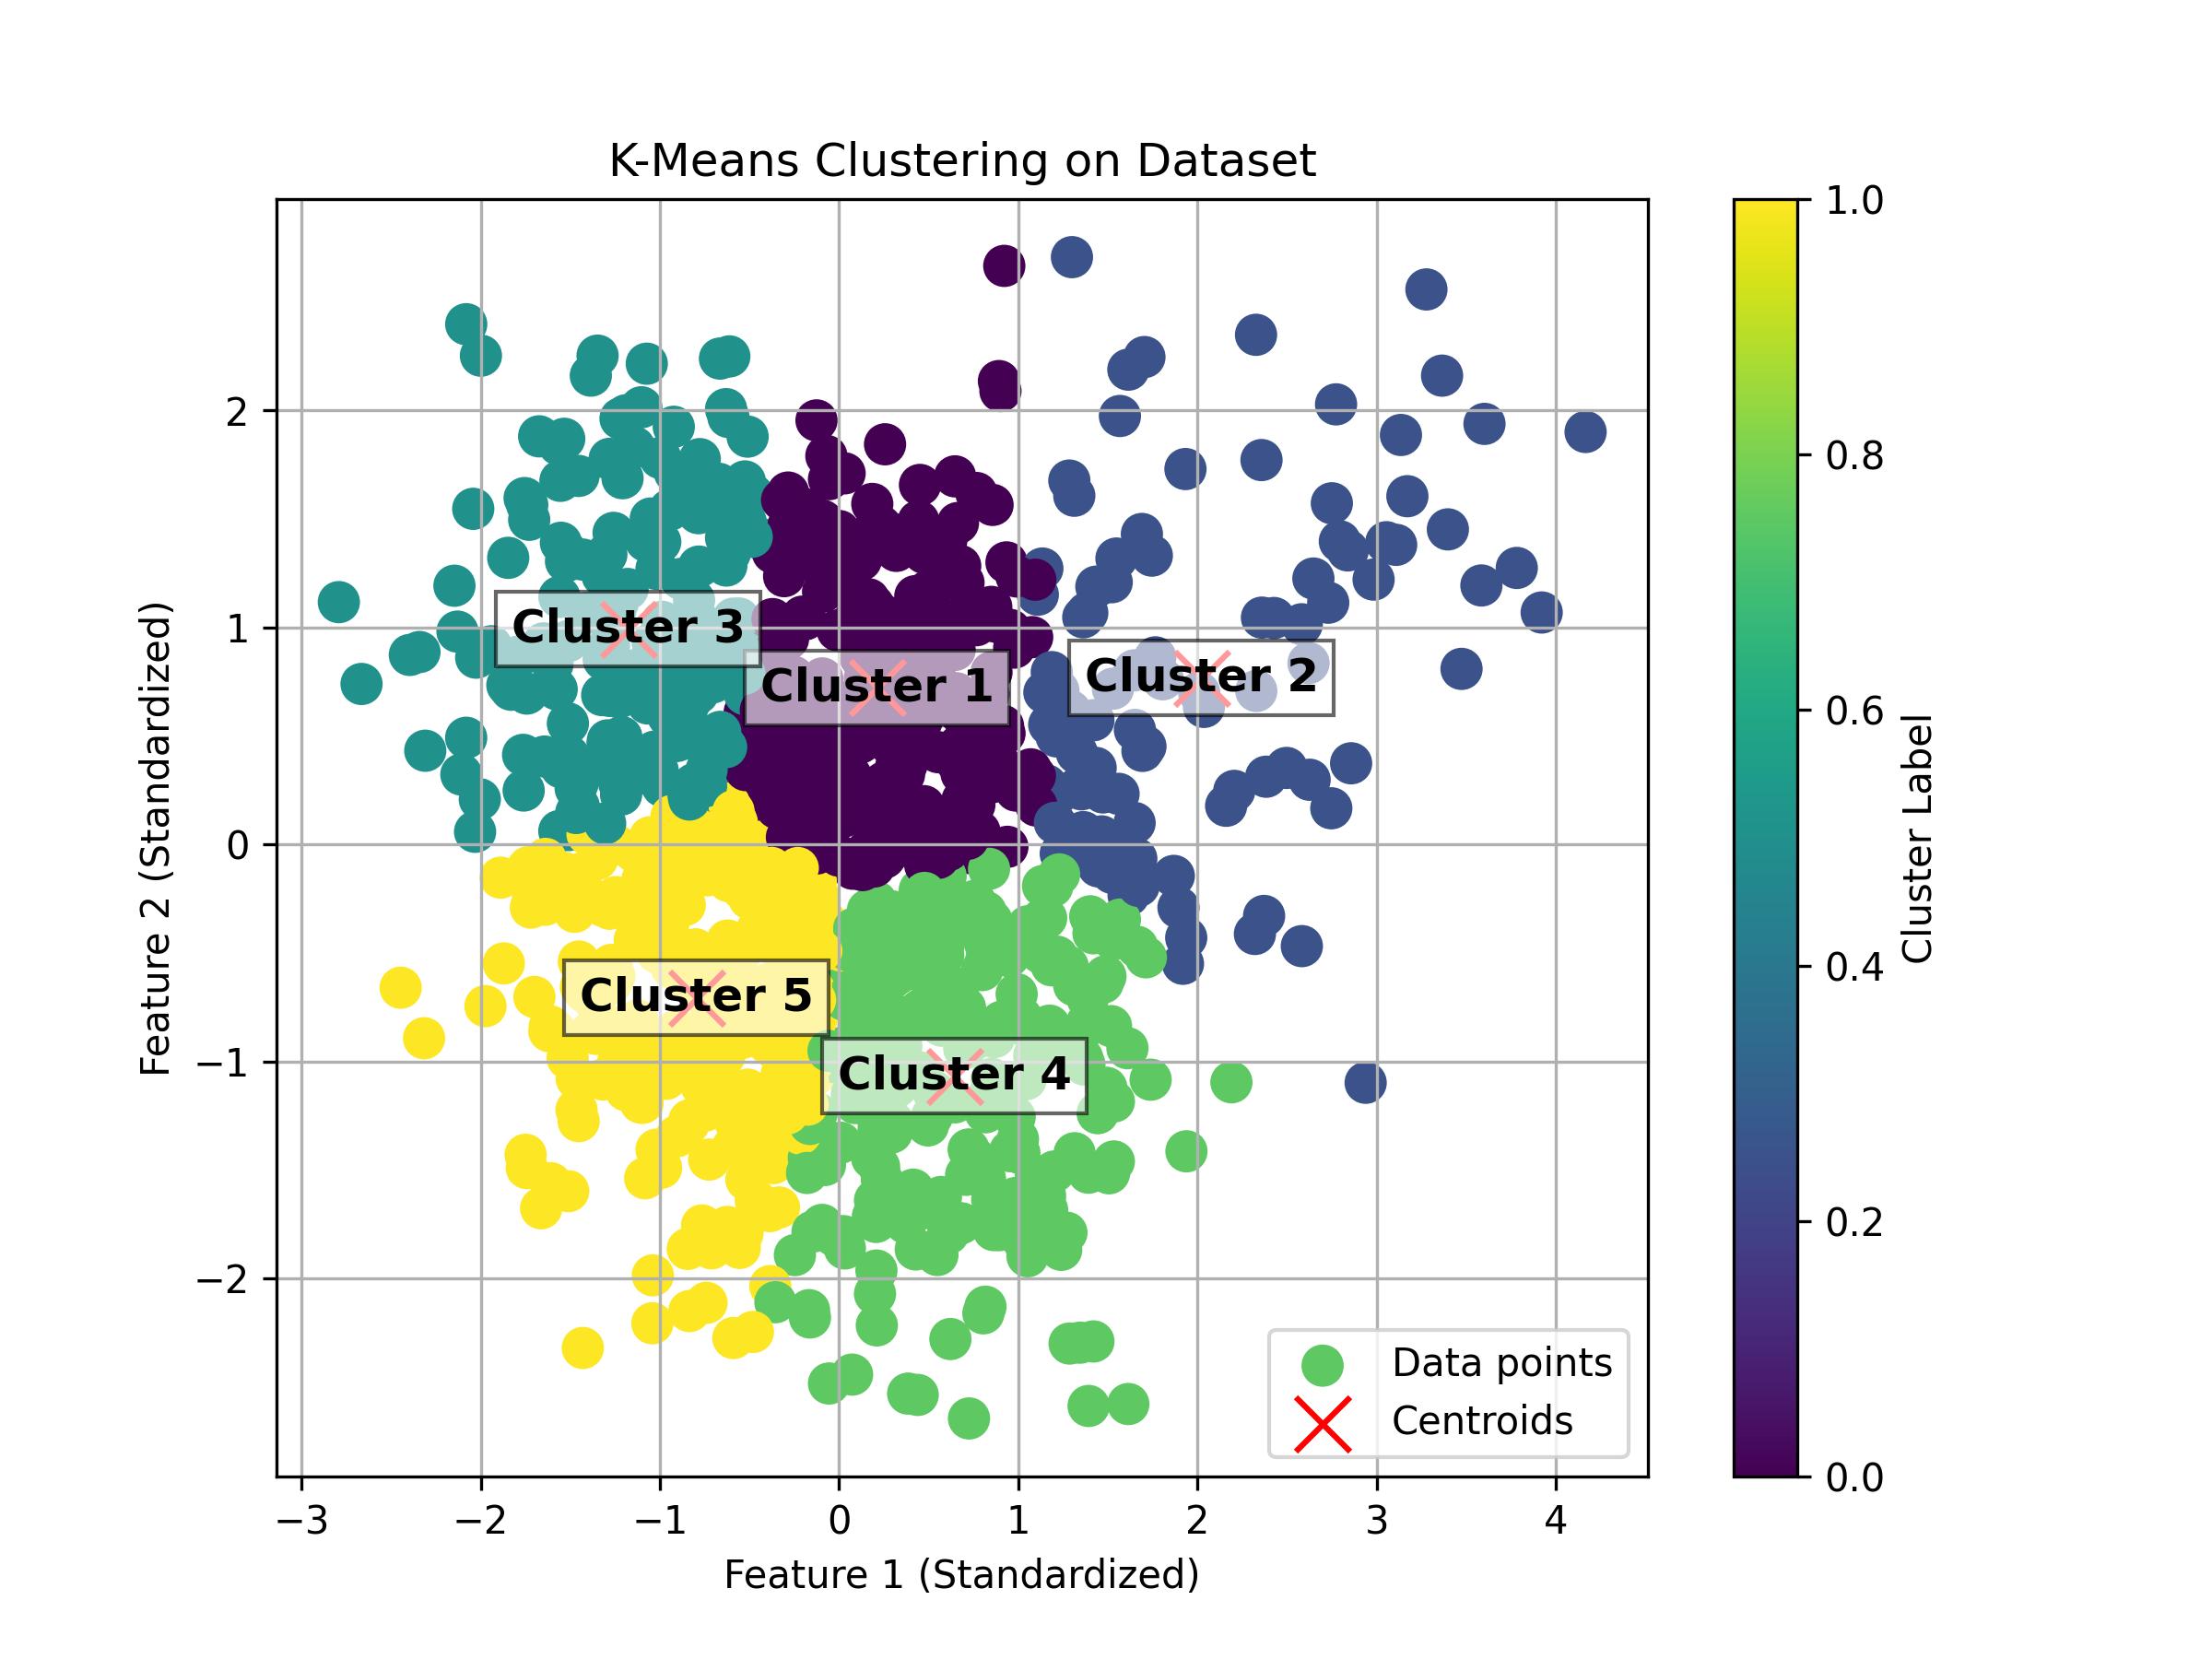 K-Means Clustering on Dataset
Feature 2 (Standardized)
2
1
0
−1
−2
Cluster 3
Cluster 1
Cluster 2
Cluster 5
Cluster 4
Data points
Centroids
−3
−2
−1
0
1
2
3
4
Feature 1 (Standardized)
1.0
0.8
0.6
0.4
0.2
0.0
Cluster Label